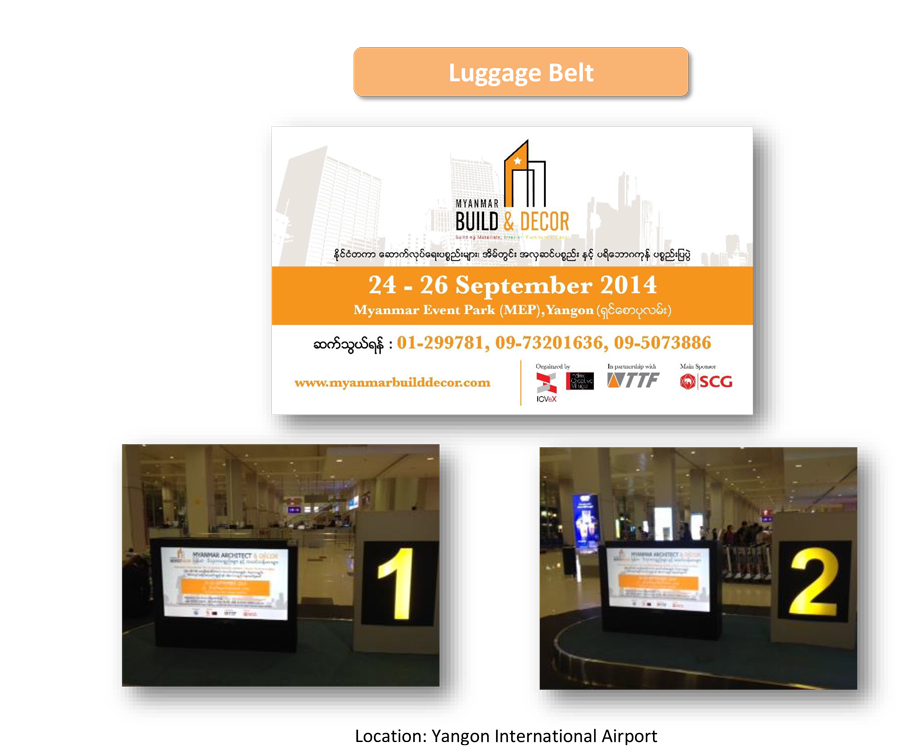 Luggage Belt
MYANMAR
BUILD & DECOR
နိုင်ငံတကာ ဆောက်လုပ်ရေးပစ္စည်းများ၊ အိမ်တွင်း အလှဆင်ပစ္စည်း နှင့် ပရိဘောဂကုန် ပစ္စည်းပြပွဲ
24 - 26 September 2014
Myanmar Event Park (MEP), Yangon (ရှင်စောပုလမ်း)
ဆက်သွယ်ရန် : 01-299781, 09-73201636, 09-5073886
www.myanmarbuilddecor.com
Organized by
ICVeX
In partnership with
TTF
Main Sponsor
SCG
MYANMAR ARCHITECT & DECOR
1
MYANMAR ARCHITECT & DECOR
2
Location: Yangon International Airport